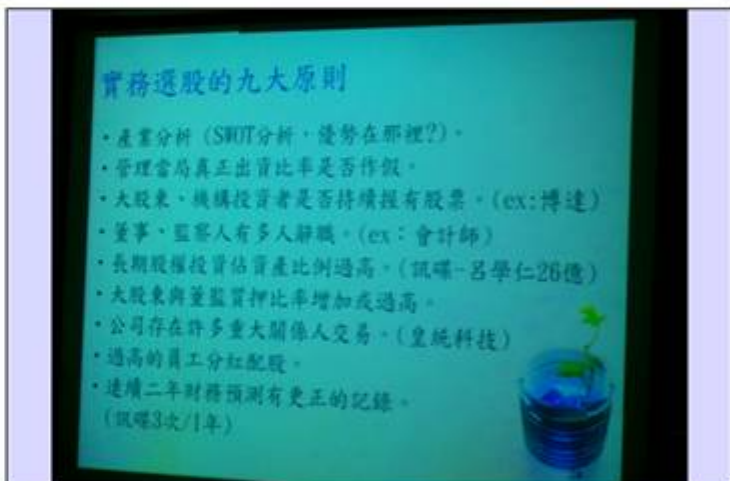 實務選股的九大原則
・產業分析(SWOT分析,優勢在那裡?)。
・管理當局真正出資比率是否作假。
・大股東、機構投資者是否持續握有股票。(ex:博達)
・董事、監察人有多人辭職。(ex:會計師)
・長期股權投資佔資產比例過高。(訊碟-呂學仁26億)
・大股東與董監質押比率增加或過高。
・公司存在許多重大關係人交易。(皇統科技)
・過高的員工分紅配股。
・連續二年財務預測有更正的記錄。
(訊碟3次/1年)